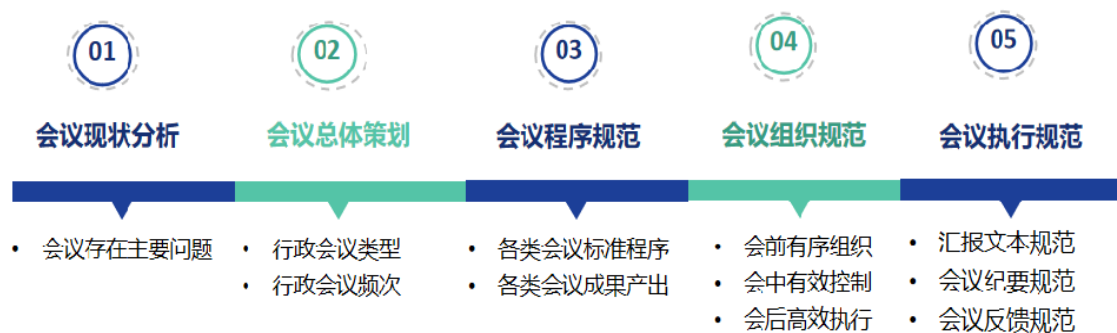 01
会议现状分析
• 会议存在主要问题
02
会议总体策划
• 行政会议类型
• 行政会议频次
03
会议程序规范
• 各类会议标准程序
• 各类会议成果产出
04
会议组织规范
• 会前有序组织
• 会中有效控制
• 会后高效执行
05
会议执行规范
• 汇报文本规范
• 会议纪要规范
• 会议反馈规范